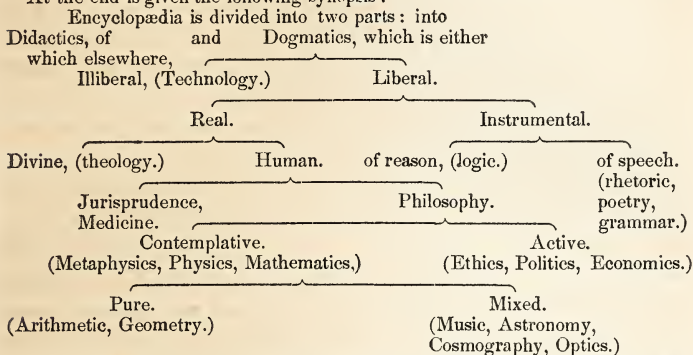 At the end is given the following synopsis:
Encyclopædia is divided into two parts: into
Didactics, of and Dogmatics, which is either
which elsewhere,
Illiberal, (Technology.) Liberal.
Real. Instrumental.
Divine, (theology.) Human. of reason, (logic.) of speech.
(rhetoric,
Jurisprudence, Philosophy. poetry,
Medicine. grammar.)
Contemplative. Active.
(Metaphysics, Physics, Mathematics,) (Ethics, Politics, Economics.)
Pure. Mixed.
(Arithmetic, Geometry.) (Music, Astronomy,
Cosmography, Optics.)